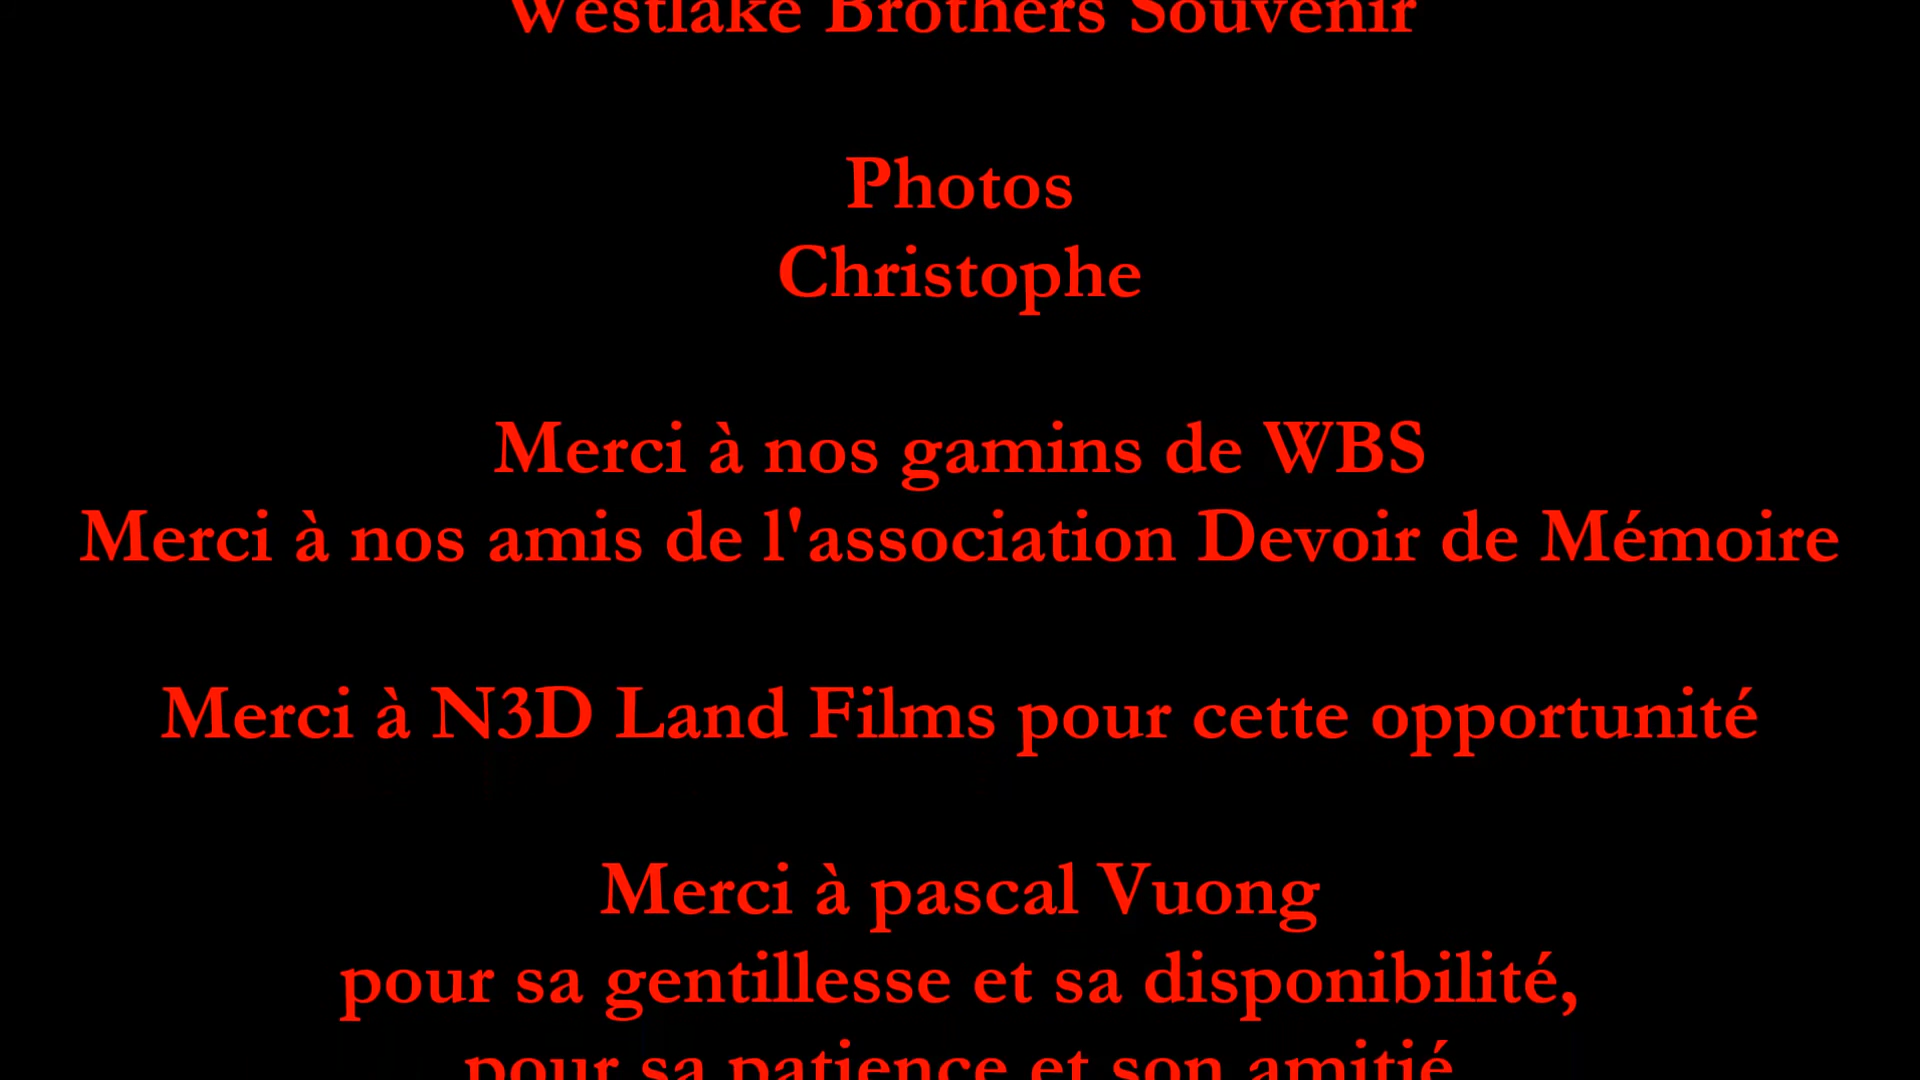 Westlake Brothers Souvenir
Photos
Christophe
Merci à nos gamins de WBS
Merci à nos amis de l'association Devoir de Mémoire
Merci à N3D Land Films pour cette opportunité
Merci à pascal Vuong
pour sa gentillesse et sa disponibilité,
pour sa patience et son amitié